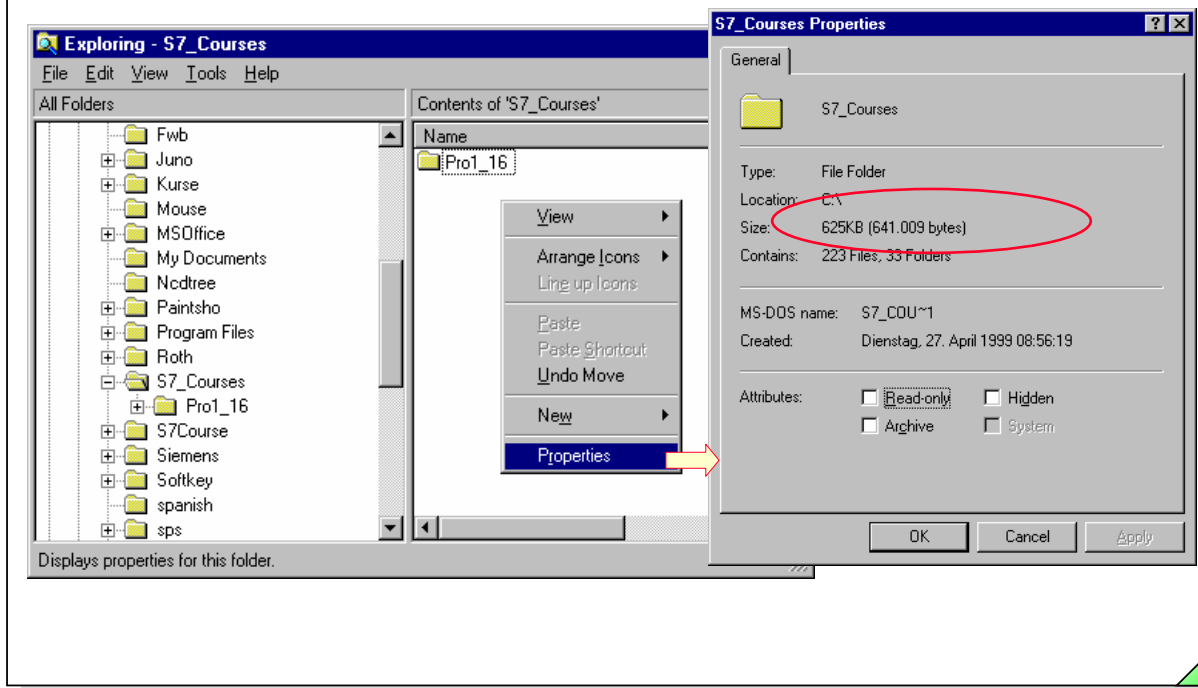 Exploring - S7_Courses
File Edit View Tools Help
All Folders
Contents of 'S7_Courses'
Fwb
Juno
Kurse
Mouse
MSOffice
My Documents
Ncdtree
Paintsho
Program Files
Roth
S7_Courses
Pro1_16
S7Course
Siemens
Softkey
spanish
sps
Name
Pro1_16
View
Arrange Icons
Line up Icons
Paste
Paste Shortcut
Undo Move
New
Properties
Displays properties for this folder.
S7_Courses Properties
General
S7_Courses
Type: File Folder
Location: C:\
Size: 625KB (641.009 bytes)
Contains: 223 Files, 33 Folders
MS-DOS name: S7_COU~1
Created: Dienstag, 27. April 1999 08:56:19
Attributes: Read-only Hidden
Archive System
OK Cancel Apply